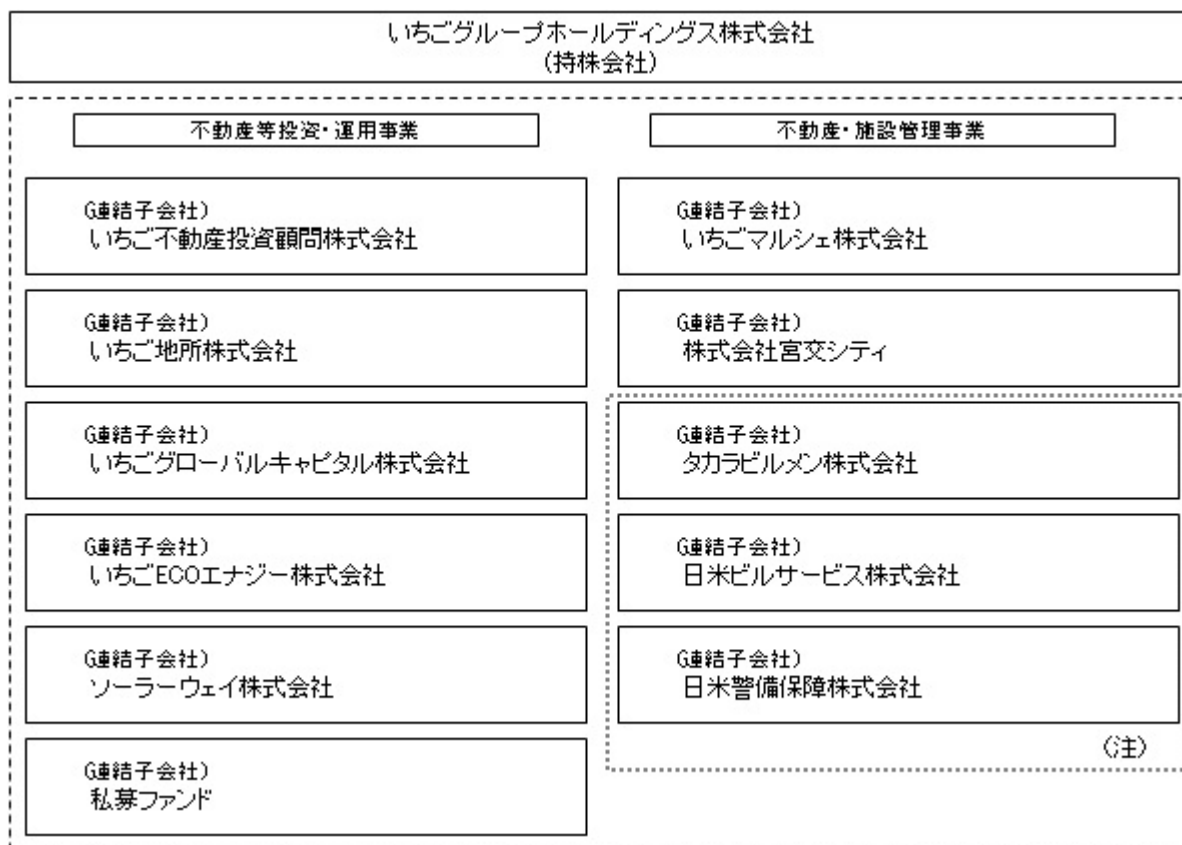 いちごグループホールディングス株式会社
(持株会社)
不動産等投資・運用事業
(連結子会社)
いちご不動産投資顧問株式会社
(連結子会社)
いちご地所株式会社
(連結子会社)
いちごグローバルキャピタル株式会社
(連結子会社)
いちごECOエナジー株式会社
(連結子会社)
ソーラーウェイ株式会社
(連結子会社)
私募ファンド
不動産・施設管理事業
(連結子会社)
いちごマルシェ株式会社
(連結子会社)
株式会社宮交シティ
(連結子会社)
タカラビルメン株式会社
(連結子会社)
日米ビルサービス株式会社
(連結子会社)
日米警備保障株式会社
(注)